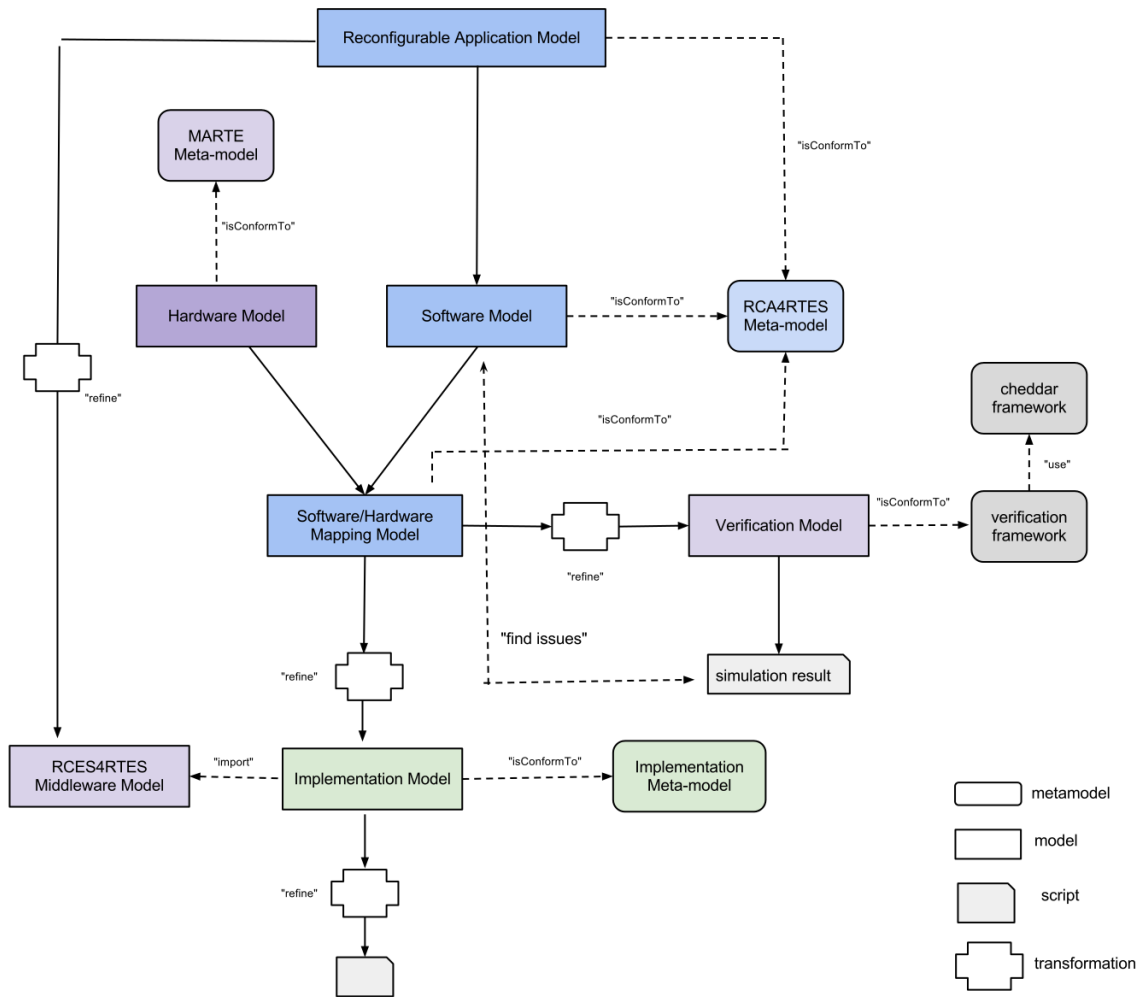 Reconfigurable Application Model
MARTE
Meta-model
"isConformTo"
"isConformTo"
Hardware Model
Software Model
"isConformTo"
RCA4RTES
Meta-model
"refine"
cheddar
framework
"isConformTo"
"use"
Software/Hardware
Mapping Model
"refine"
Verification Model
"isConformTo"
verification
framework
"find issues"
"refine"
simulation result
RCES4RTES
Middleware Model
"import"
Implementation Model
"isConformTo"
Implementation
Meta-model
"refine"
metamodel
model
script
transformation